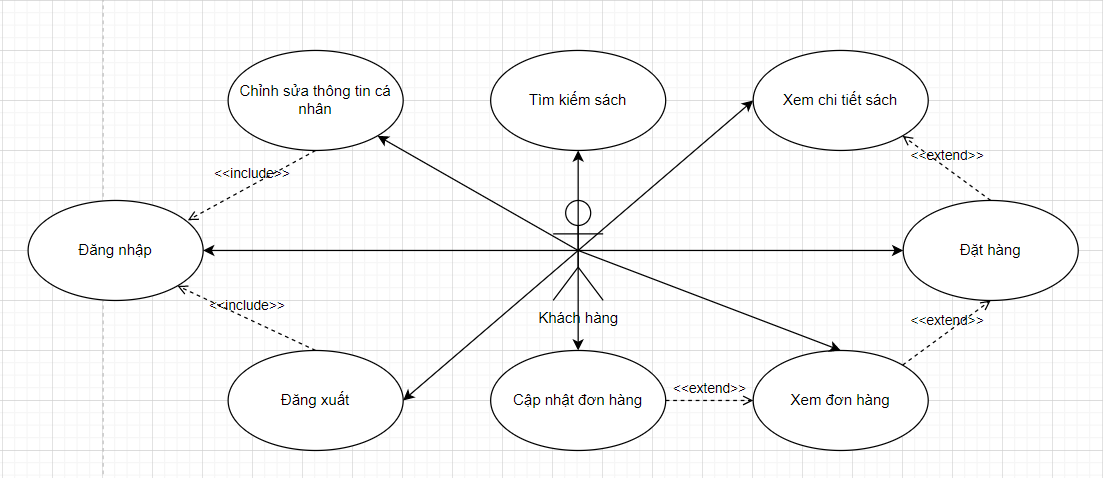 Chỉnh sửa thông tin cá
nhân
Tìm kiếm sách
Xem chi tiết sách
<<include>>
<<extend>>
Đăng nhập
Đặt hàng
<<include>>
Khách hàng
<<extend>>
Đăng xuất
Cập nhật đơn hàng
<<extend>>
Xem đơn hàng